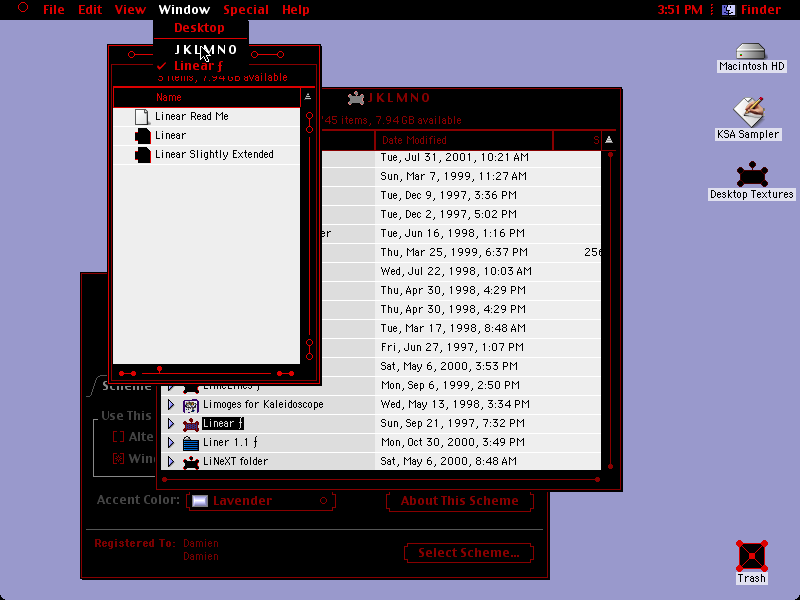 File Edit View Window Special Help 3:51 PM Finder
Desktop
J K L M N O
✓ Linear ƒ
3 items, 7.94 GB available
Name
Linear Read Me
Linear
Linear Slightly Extended
J K L M N O
745 items, 7.94 GB available
Date Modified S
Tue, Jul 31, 2001, 10:21 AM
Sun, Mar 7, 1999, 11:27 AM
Tue, Dec 9, 1997, 3:36 PM
Tue, Dec 2, 1997, 5:02 PM
er Tue, Jun 16, 1998, 1:16 PM
Thu, Mar 25, 1999, 6:37 PM 256
Wed, Jul 22, 1998, 10:03 AM
Thu, Apr 30, 1998, 4:29 PM
Thu, Apr 30, 1998, 4:29 PM
Tue, Mar 17, 1998, 8:48 AM
Fri, Jun 27, 1997, 1:07 PM
Sat, May 6, 2000, 3:53 PM
Mon, Sep 6, 1999, 2:50 PM
Limoges for Kaleidoscope Wed, May 13, 1998, 3:34 PM
Linear ƒ Sun, Sep 21, 1997, 7:32 PM
Liner 1.1 ƒ Mon, Oct 30, 2000, 3:49 PM
LiNeXT folder Sat, May 6, 2000, 8:48 AM
Scheme
Use This
Alte
Win
Accent Color: Lavender About This Scheme
Registered To: Damien
Damien
Select Scheme...
Macintosh HD
KSA Sampler
Desktop Textures
Trash